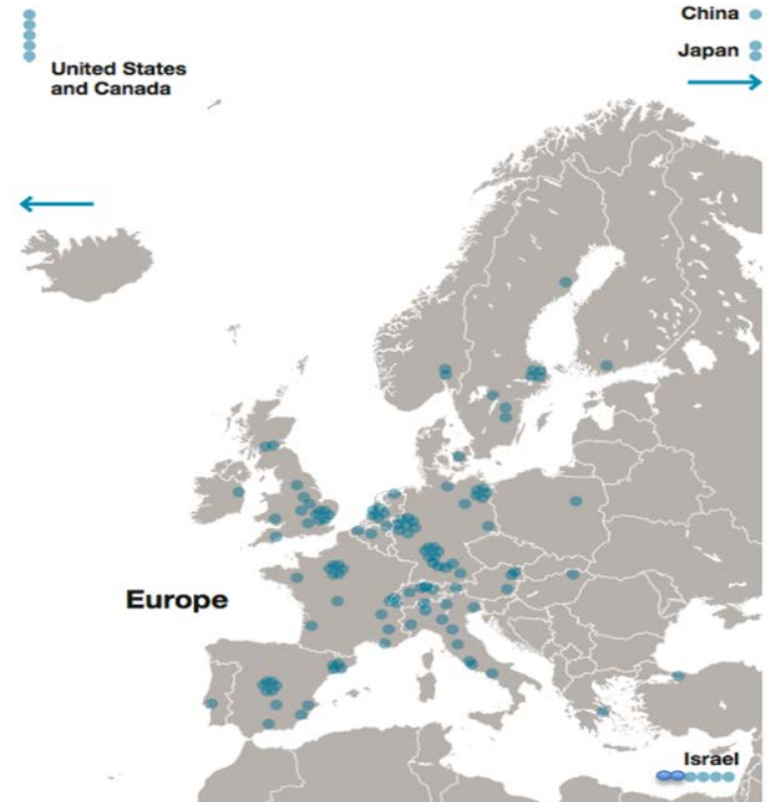 China
Japan
United States
and Canada
Europe
Israel